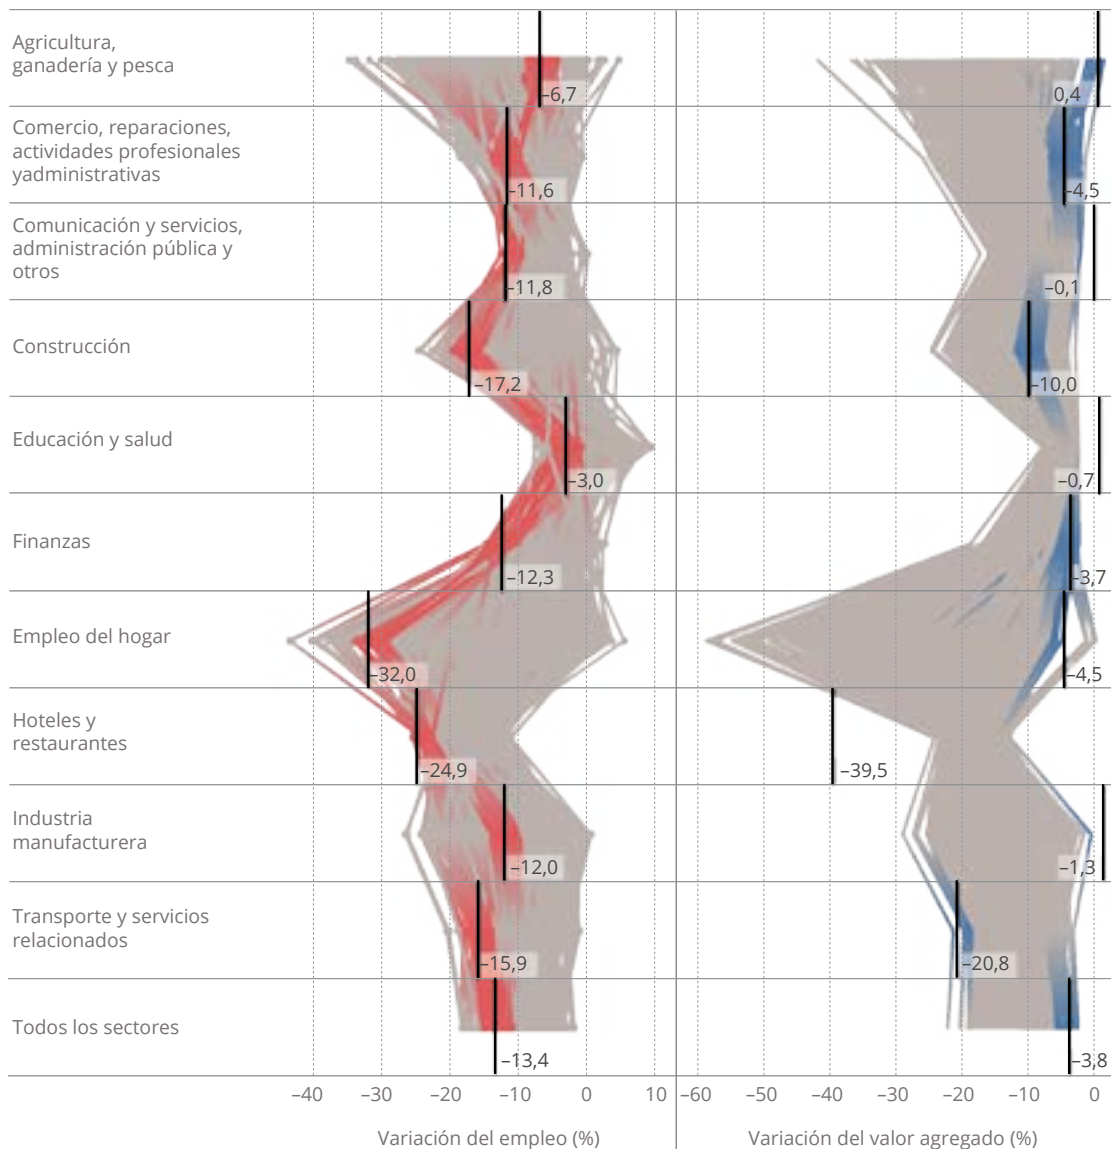 Agricultura,
ganadería y pesca
–6,7
0,4
Comercio, reparaciones,
actividades profesionales
yadministrativas
–11,6
–4,5
Comunicación y servicios,
administración pública y
otros
–11,8
–0,1
Construcción
–17,2
–10,0
Educación y salud
–3,0
–0,7
Finanzas
–12,3
–3,7
Empleo del hogar
–32,0
–4,5
Hoteles y
restaurantes
–24,9
–39,5
Industria
manufacturera
–12,0
–1,3
Transporte y servicios
relacionados
–15,9
–20,8
Todos los sectores
–13,4
–3,8
–40 –30 –20 –10 0 10 –60 –50 –40 –30 –20 –10 0
Variación del empleo (%) Variación del valor agregado (%)